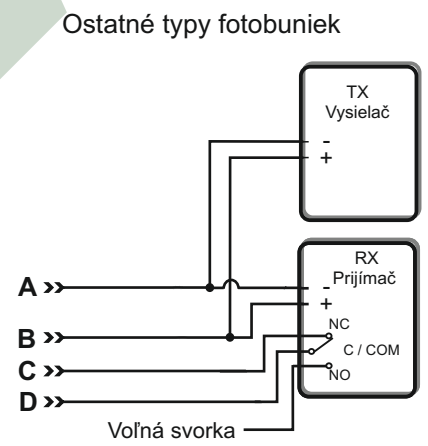 Ostatné typy fotobuniek
TX
Vysielač
-
+
RX
Prijímač
A
-
+
B
NC
C
C / COM
D
NO
Voľná svorka